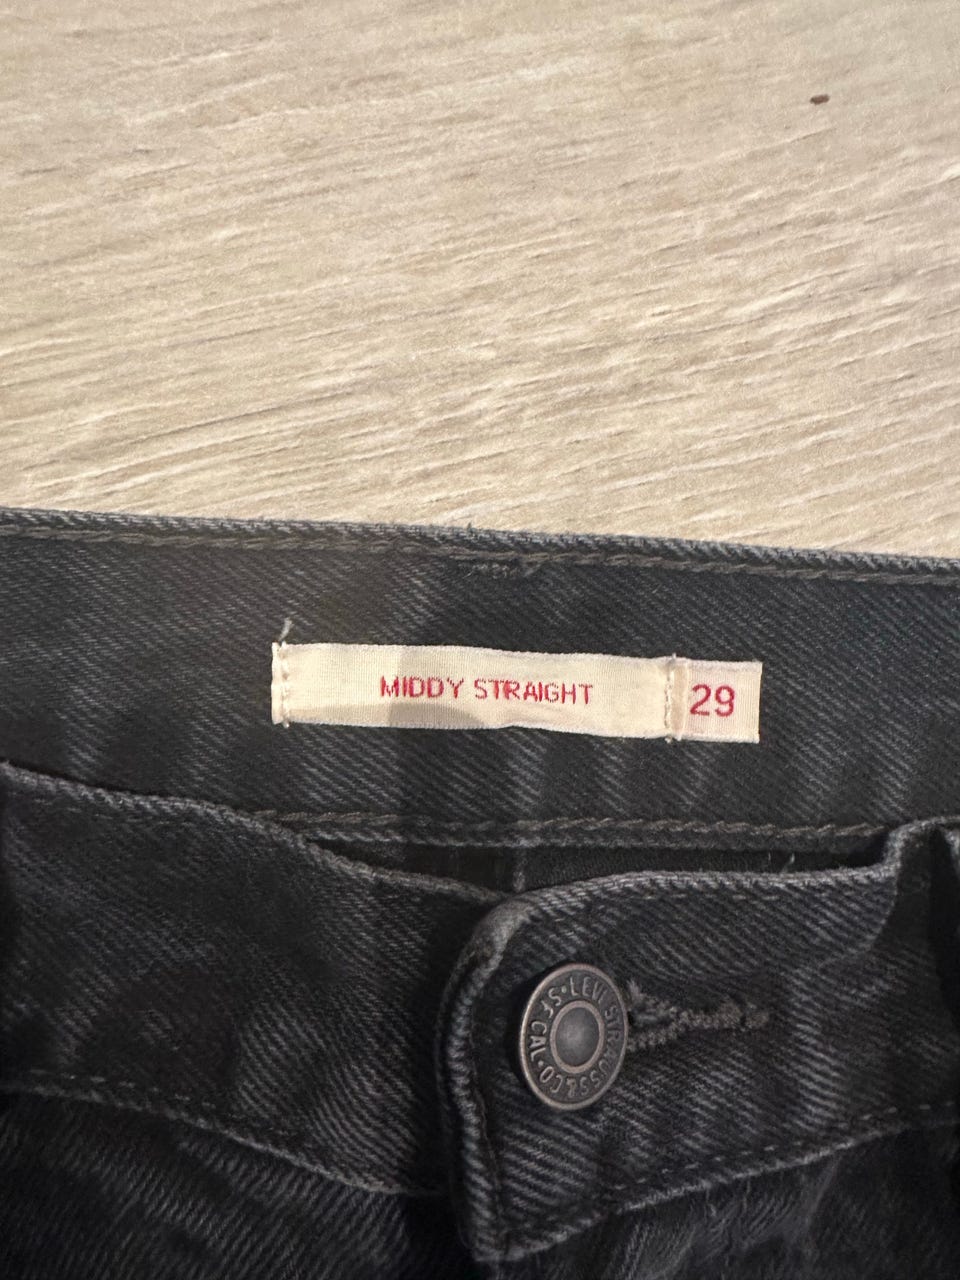 MIDDY STRAIGHT
29
LEVI STRAUSS & CO • S.F. CAL •